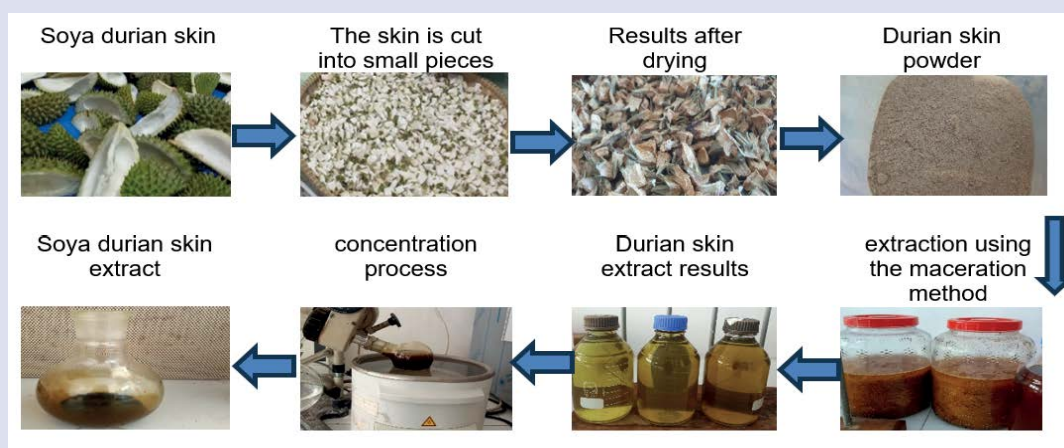 Soya durian skin
The skin is cut
into small pieces
Results after
drying
Durian skin
powder
extraction using
the maceration
method
Durian skin
extract results
concentration
process
Soya durian skin
extract